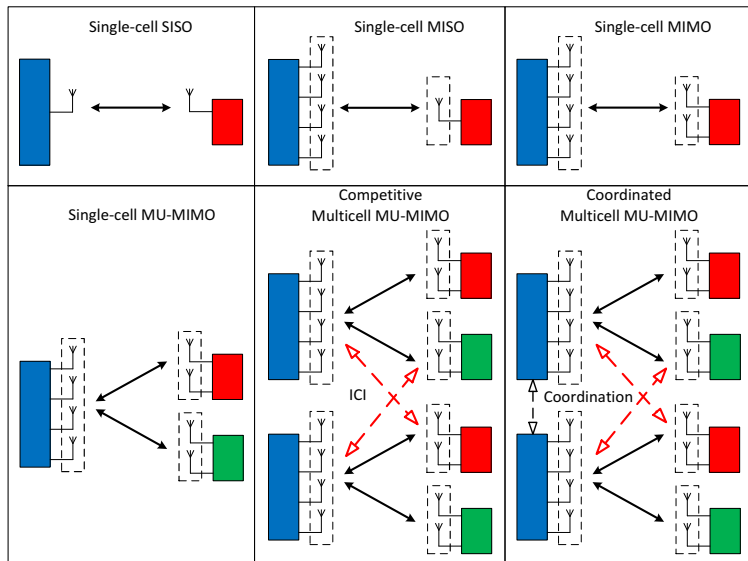 Single-cell SISO
Single-cell MISO
Single-cell MIMO
Single-cell MU-MIMO
Competitive
Multicell MU-MIMO
Coordinated
Multicell MU-MIMO
ICI
Coordination